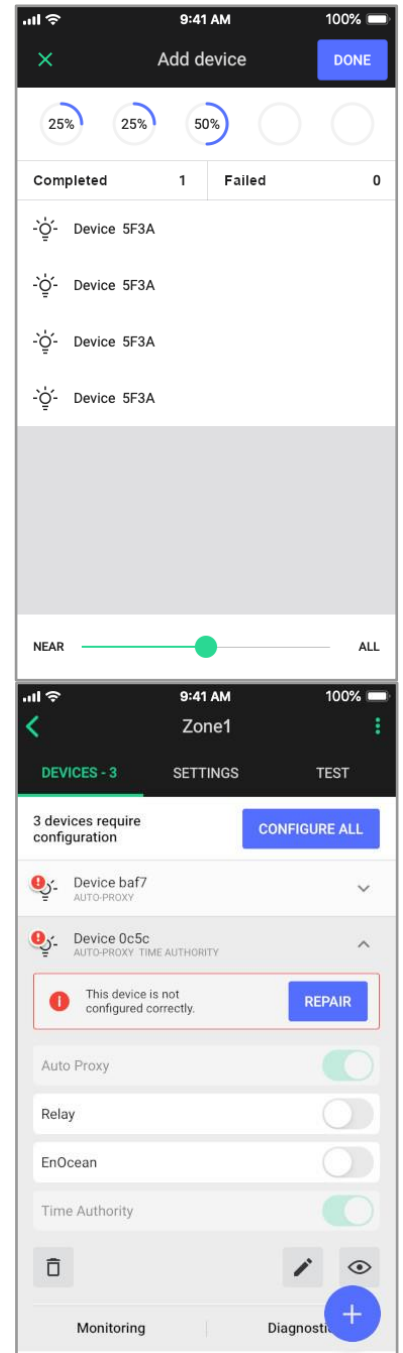 9:41 AM 100%
Add device DONE
25% 25% 50%
Completed 1 Failed 0
Device 5F3A
Device 5F3A
Device 5F3A
Device 5F3A
NEAR ALL
9:41 AM 100%
Zone1
DEVICES - 3 SETTINGS TEST
3 devices require
configuration
CONFIGURE ALL
Device baf7
AUTO-PROXY
Device 0c5c
AUTO-PROXY TIME AUTHORITY
This device is not
configured correctly.
REPAIR
Auto Proxy
Relay
EnOcean
Time Authority
Monitoring Diagnosti